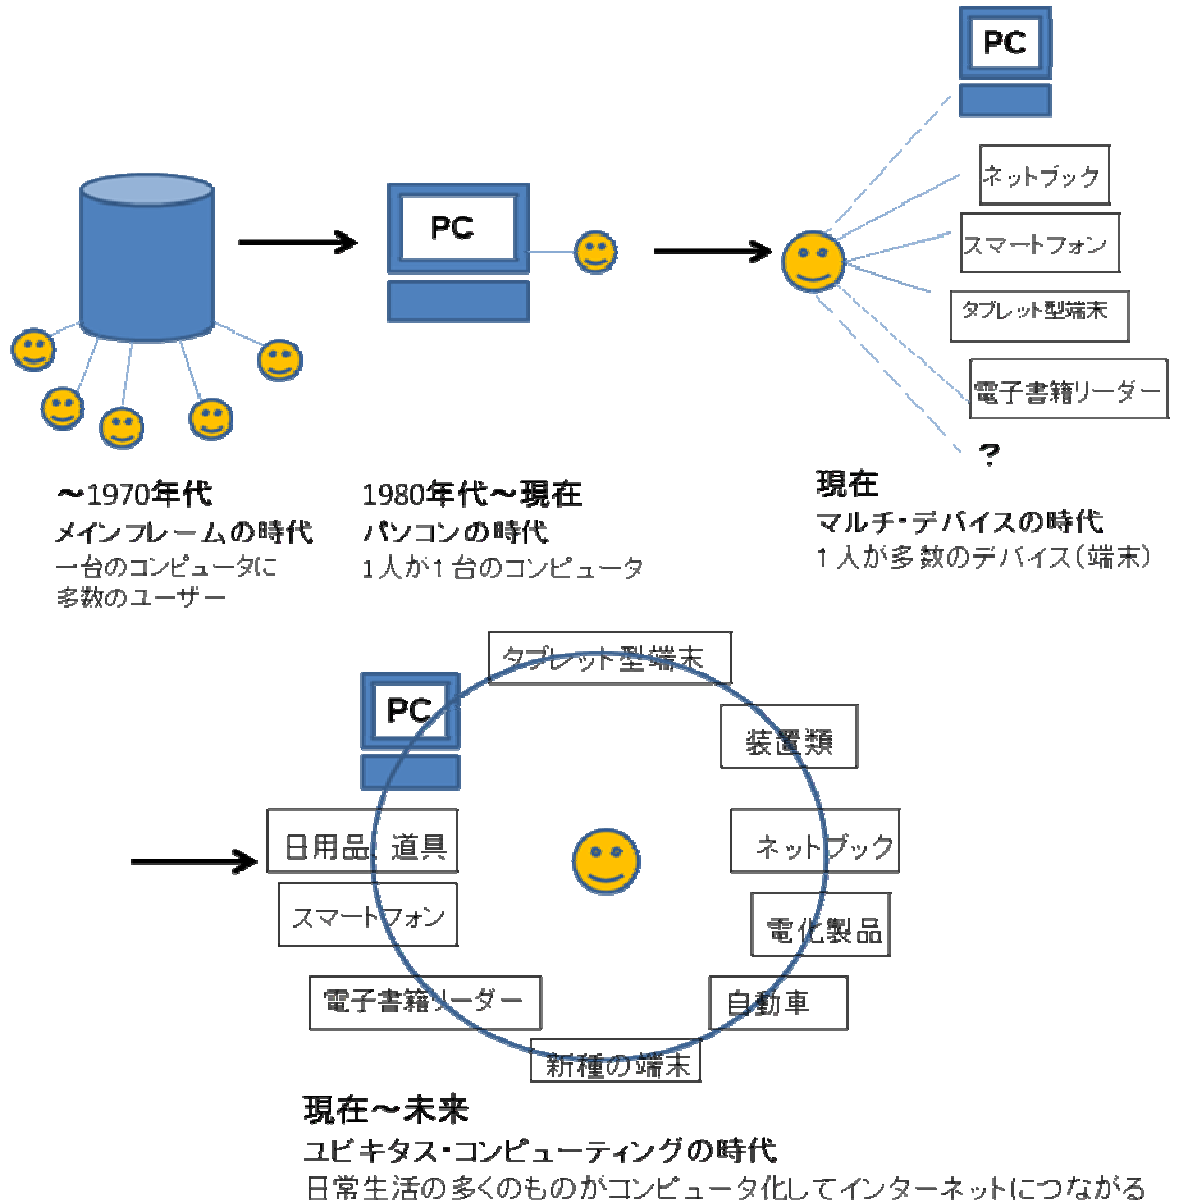 PC
ネットブック
スマートフォン
タブレット型端末
電子書籍リーダー
?
PC
~1970年代
メインフレームの時代
一台のコンピュータに
多数のユーザー
1980年代~現在
パソコンの時代
1人が1台のコンピュータ
現在
マルチ・デバイスの時代
1人が多数のデバイス(端末)
タブレット型端末
PC
装置類
日用品、道具
ネットブック
スマートフォン
電化製品
電子書籍リーダー
自動車
新種の端末
現在~未来
ユビキタス・コンピューティングの時代
日常生活の多くのものがコンピュータ化してインターネットにつながる